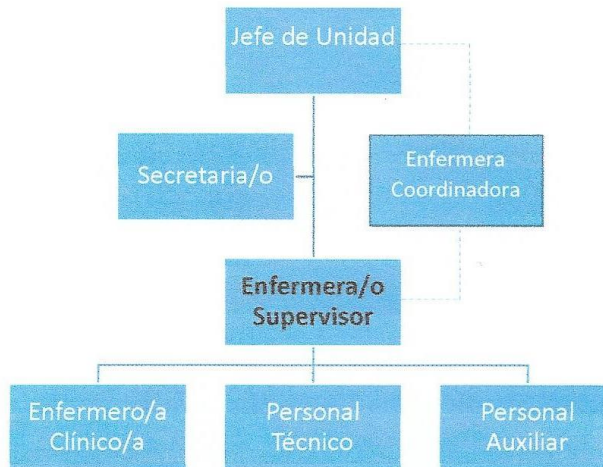 Jefe de Unidad
Secretaria/o
Enfermera
Coordinadora
Enfermera/o
Supervisor
Enfermero/a
Clínico/a
Personal
Técnico
Personal
Auxiliar